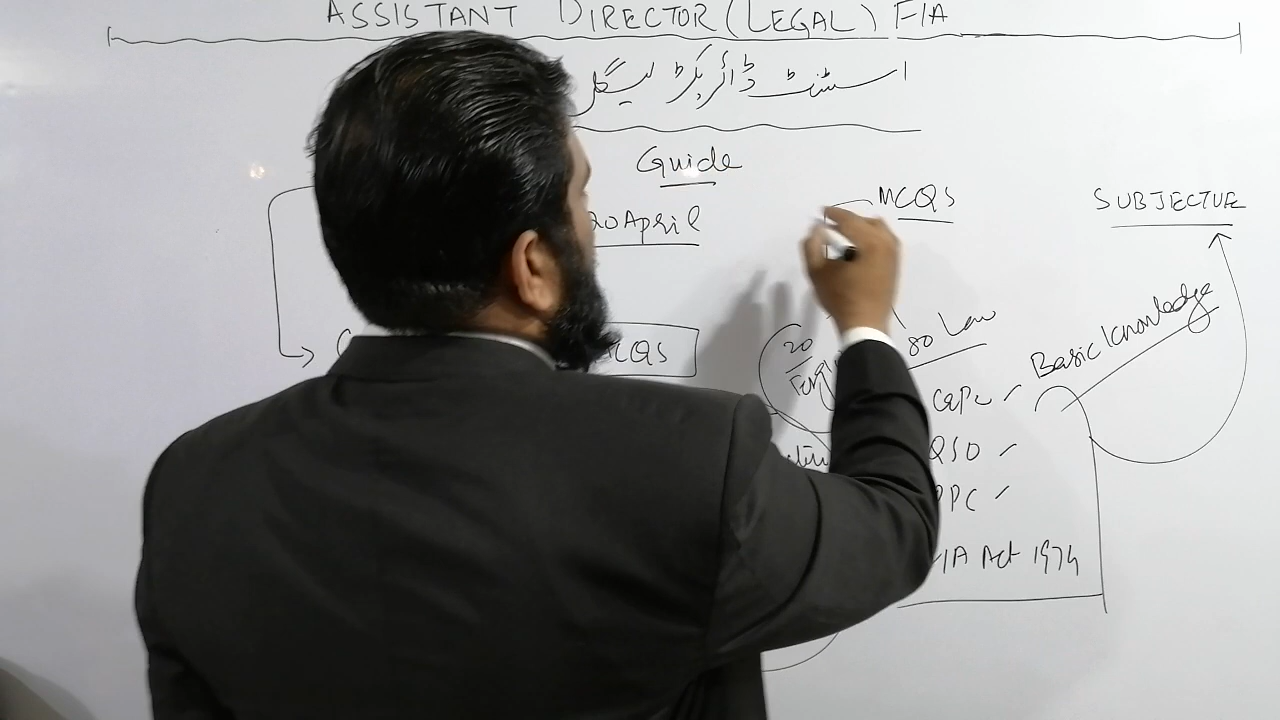 ASSISTANT DIRECTOR (LEGAL) FIA
اسسٹنٹ ڈائریکٹر لیگل
Guide
20 April
MCQS
SUBJECTIVE
MCQS
20
80 Law
Basic knowledge
CrPC ✓
QSO ✓
PPC ✓
FIA Act 1974